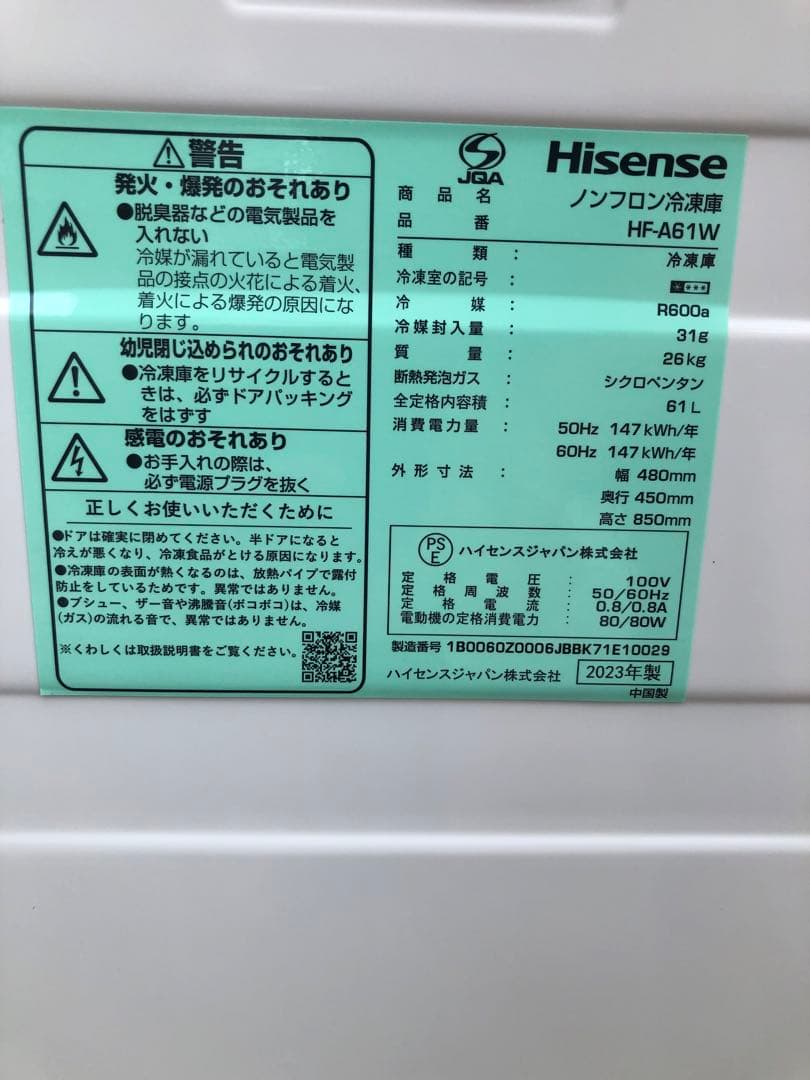 警告
発火・爆発のおそれあり
●脱臭器などの電気製品を
入れない
冷媒が漏れていると電気製
品の接点の火花による着火、
着火による爆発の原因にな
ります。
幼児閉じ込められのおそれあり
●冷凍庫をリサイクルすると
きは、必ずドアパッキング
をはずす
感電のおそれあり
●お手入れの際は、
必ず電源プラグを抜く
正しくお使いいただくために
●ドアは確実に閉めてください。半ドアになると
冷えが悪くなり、冷凍食品がとける原因になります。
●冷凍庫の表面が熱くなるのは、放熱パイプで露付
防止をしているためです。異常ではありません。
●ブシュー、ザー音や沸騰音(ボコボコ)は、冷媒
(ガス)の流れる音で、異常ではありません。
※くわしくは取扱説明書をご覧ください。
JQA
Hisense
商品名 ノンフロン冷凍庫
品番 HF-A61W
種類 : 冷凍庫
冷凍室の記号 : ****
冷媒 : R600a
冷媒封入量 : 31g
質量 : 26kg
断熱発泡ガス : シクロペンタン
全定格内容積 : 61L
消費電力量 : 50Hz 147kWh/年
60Hz 147kWh/年
外形寸法 : 幅 480mm
奥行 450mm
高さ 850mm
PSE ハイセンスジャパン株式会社
定格電圧 : 100V
定格周波数 : 50/60Hz
定格電流 : 0.8/0.8A
電動機の定格消費電力 : 80/80W
製造番号 1B0060Z0006JBBK71E10029
ハイセンスジャパン株式会社 2023年製
中国製